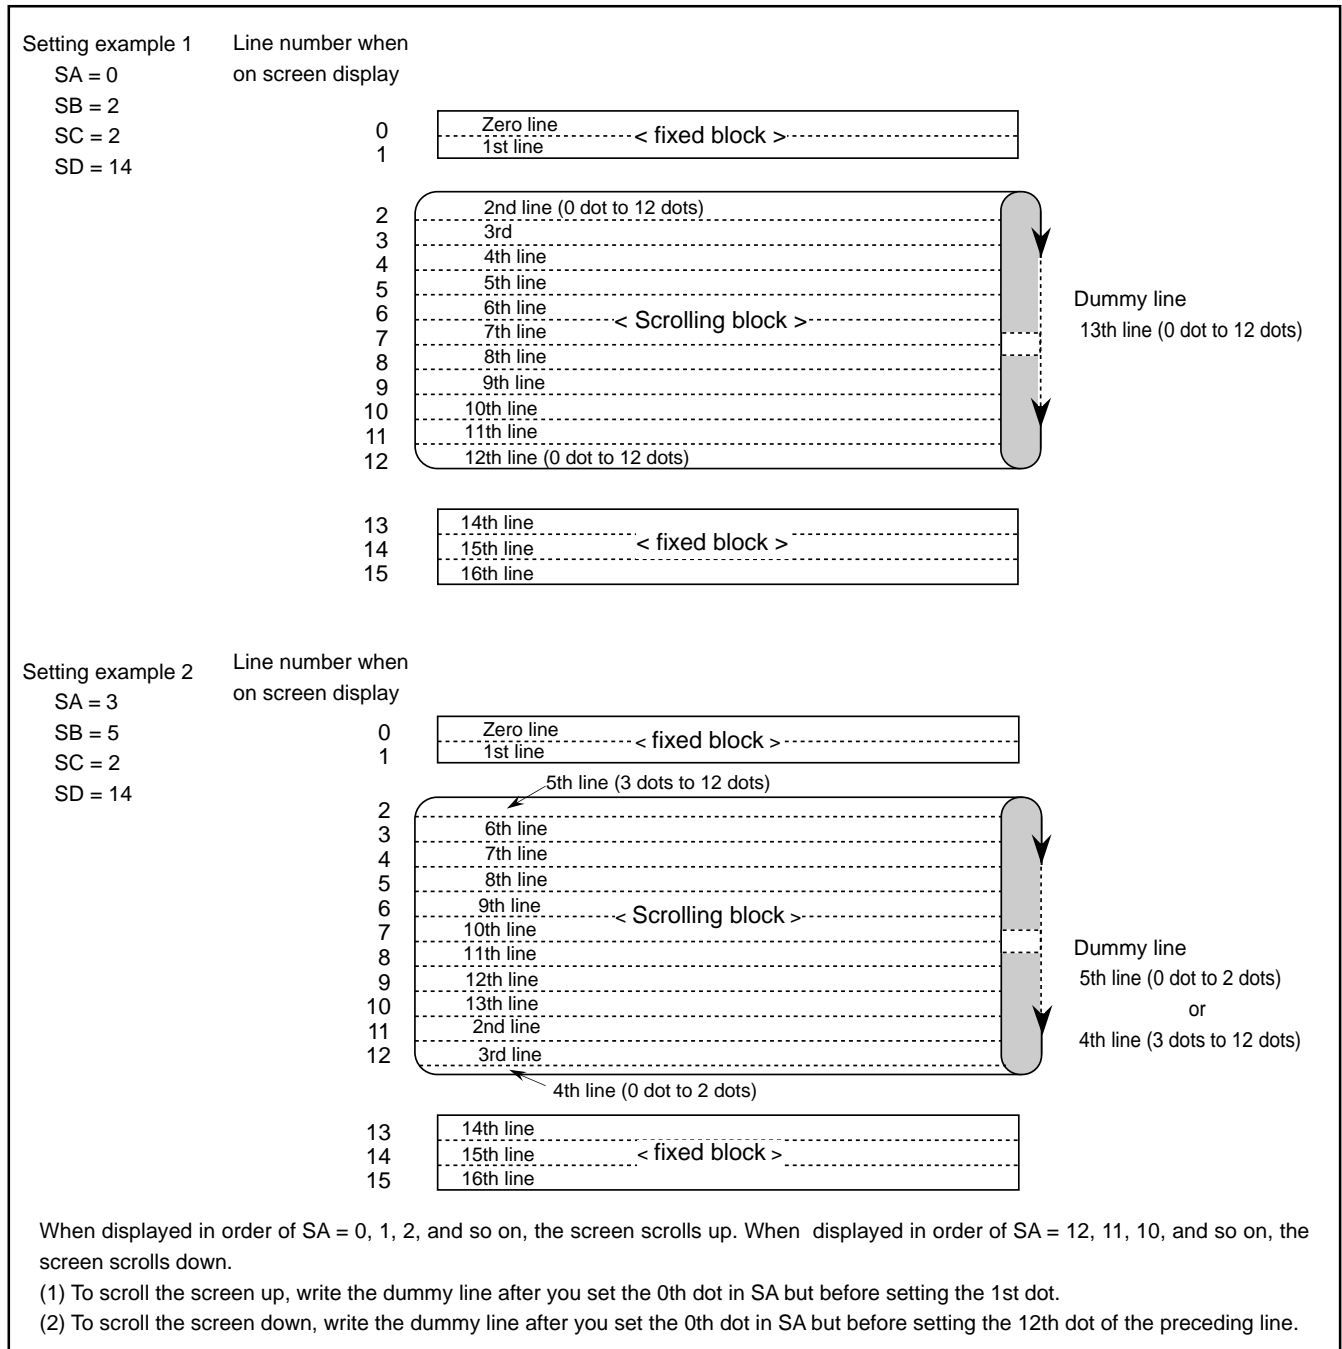 Setting example 1
SA = 0
SB = 2
SC = 2
SD = 14
Line number when
on screen display
0 Zero line
< fixed block >
1 1st line
2 2nd line (0 dot to 12 dots)
3 3rd
4 4th line
5 5th line
6 6th line
< Scrolling block >
7 7th line
8 8th line
9 9th line
10 10th line
11 11th line
12 12th line (0 dot to 12 dots)
Dummy line
13th line (0 dot to 12 dots)
13 14th line
14 15th line
< fixed block >
15 16th line
Setting example 2
SA = 3
SB = 5
SC = 2
SD = 14
Line number when
on screen display
0 Zero line
< fixed block >
1 1st line
5th line (3 dots to 12 dots)
2
3 6th line
4 7th line
5 8th line
6 9th line
< Scrolling block >
7 10th line
8 11th line
9 12th line
10 13th line
11 2nd line
12 3rd line
4th line (0 dot to 2 dots)
Dummy line
5th line (0 dot to 2 dots)
or
4th line (3 dots to 12 dots)
13 14th line
14 15th line
< fixed block >
15 16th line
When displayed in order of SA = 0, 1, 2, and so on, the screen scrolls up. When displayed in order of SA = 12, 11, 10, and so on, the
screen scrolls down.
(1) To scroll the screen up, write the dummy line after you set the 0th dot in SA but before setting the 1st dot.
(2) To scroll the screen down, write the dummy line after you set the 0th dot in SA but before setting the 12th dot of the preceding line.